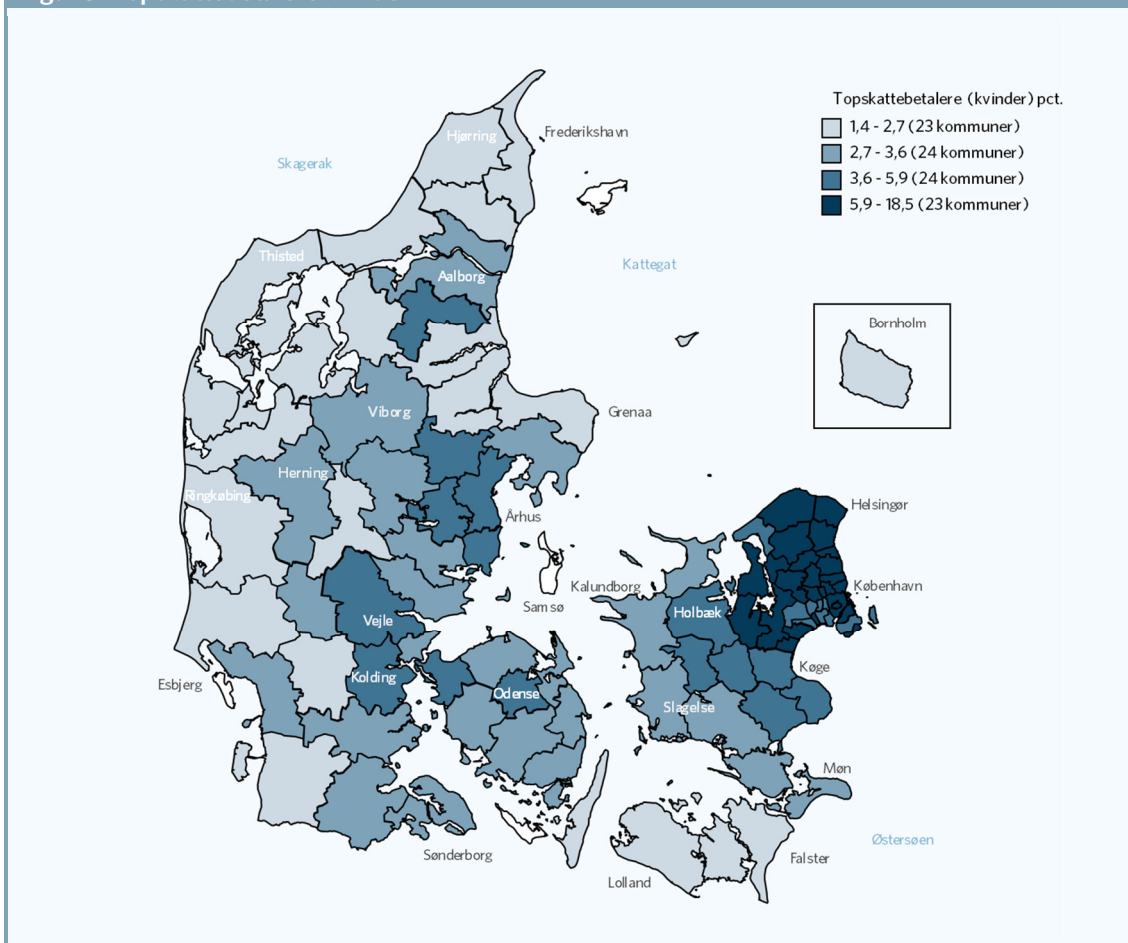 Topskattebetalere (kvinder) pct.
1,4 - 2,7 (23 kommuner)
2,7 - 3,6 (24 kommuner)
3,6 - 5,9 (24 kommuner)
5,9 - 18,5 (23 kommuner)
Hjørring
Frederikshavn
Skagerak
Thisted
Kattegat
Aalborg
Bornholm
Viborg
Grenaa
Herning
Ringkøbing
Helsingør
Århus
Kalundborg
København
Samsø
Holbæk
Vejle
Køge
Esbjerg
Kolding
Odense
Slagelse
Møn
Østersøen
Sønderborg
Falster
Lolland